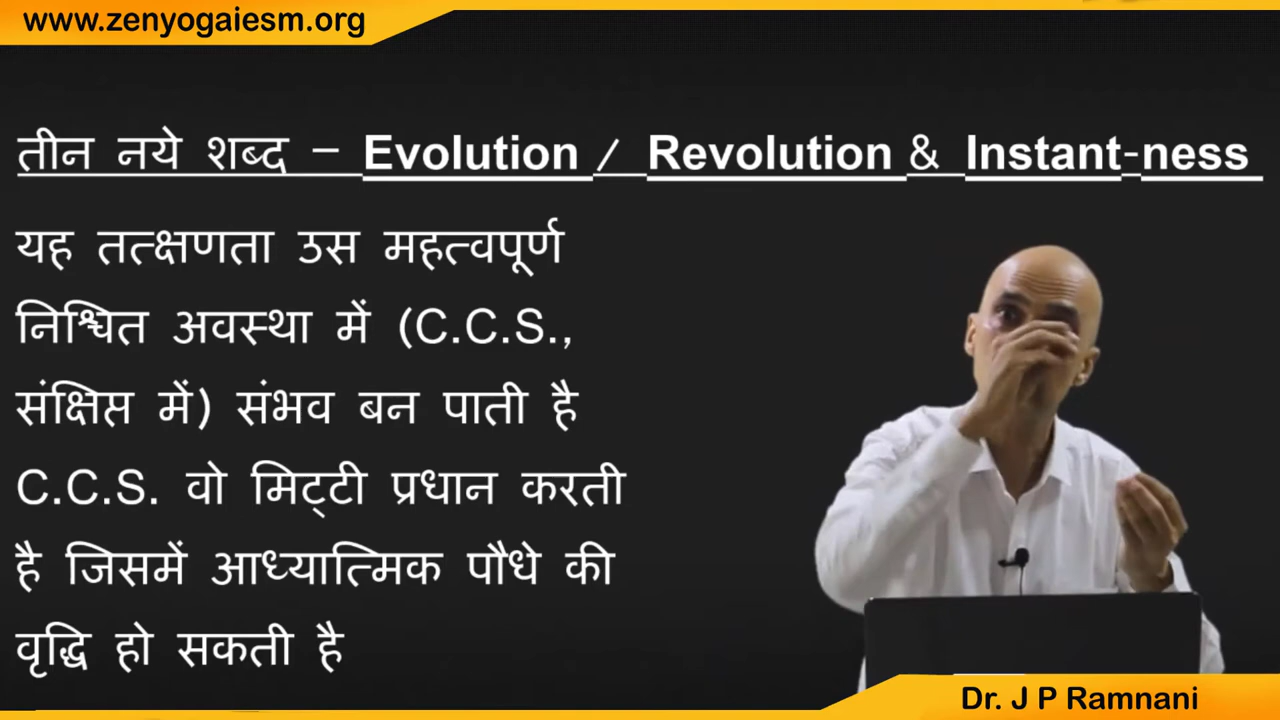 www.zenyogaiesm.org
तीन नये शब्द – Evolution / Revolution & Instant-ness
यह तत्क्षणता उस महत्वपूर्ण
निश्चित अवस्था में (C.C.S.,
संक्षिप्त में) संभव बन पाती है
C.C.S. वो मिट्‌टी प्रधान करती
है जिसमें आध्यात्मिक पौधे की
वृद्धि हो सकती है
Dr. J P Ramnani